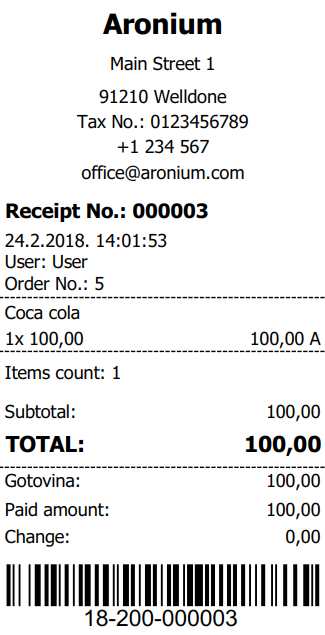 Aronium
Main Street 1
91210 Welldone
Tax No.: 0123456789
+1 234 567
office@aronium.com
Receipt No.: 000003
24.2.2018. 14:01:53
User: User
Order No.: 5
Coca cola
1x 100,00 100,00 A
Items count: 1
Subtotal: 100,00
TOTAL: 100,00
Gotovina: 100,00
Paid amount: 100,00
Change: 0,00
18-200-000003